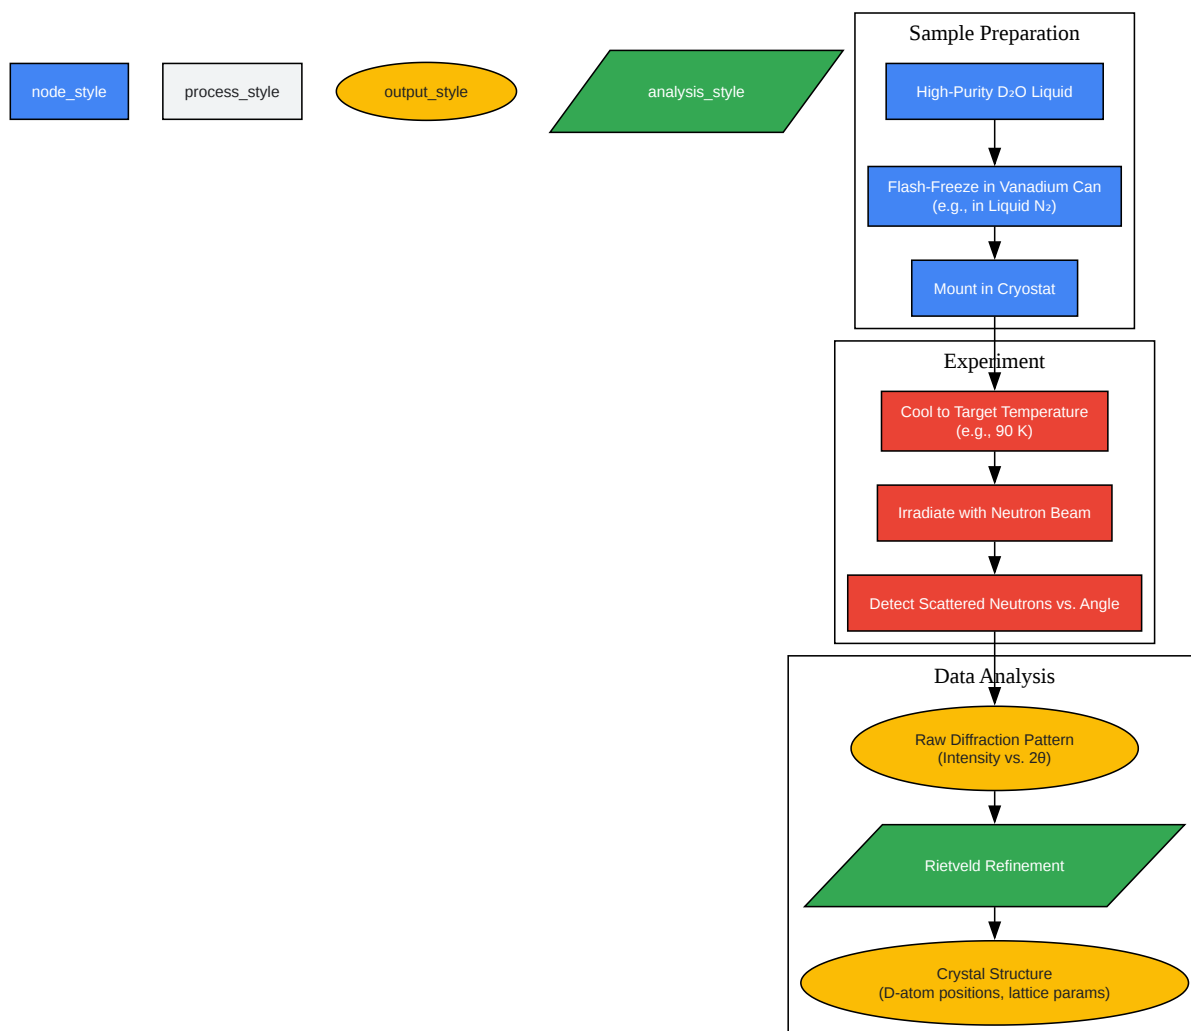 node_style
process_style
output_style
analysis_style
Sample Preparation
High-Purity D₂O Liquid
Flash-Freeze in Vanadium Can
(e.g., in Liquid N₂)
Mount in Cryostat
Experiment
Cool to Target Temperature
(e.g., 90 K)
Irradiate with Neutron Beam
Detect Scattered Neutrons vs. Angle
Data Analysis
Raw Diffraction Pattern
(Intensity vs. 2θ)
Rietveld Refinement
Crystal Structure
(D-atom positions, lattice params)